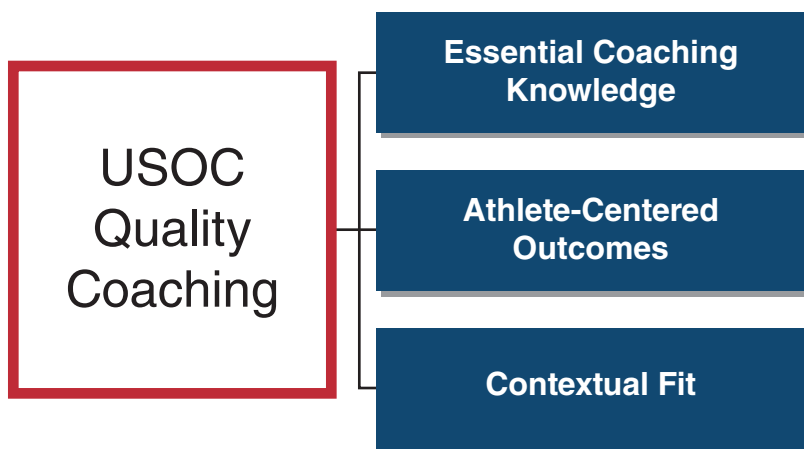 USOC
Quality
Coaching
Essential Coaching
Knowledge
Athlete-Centered
Outcomes
Contextual Fit